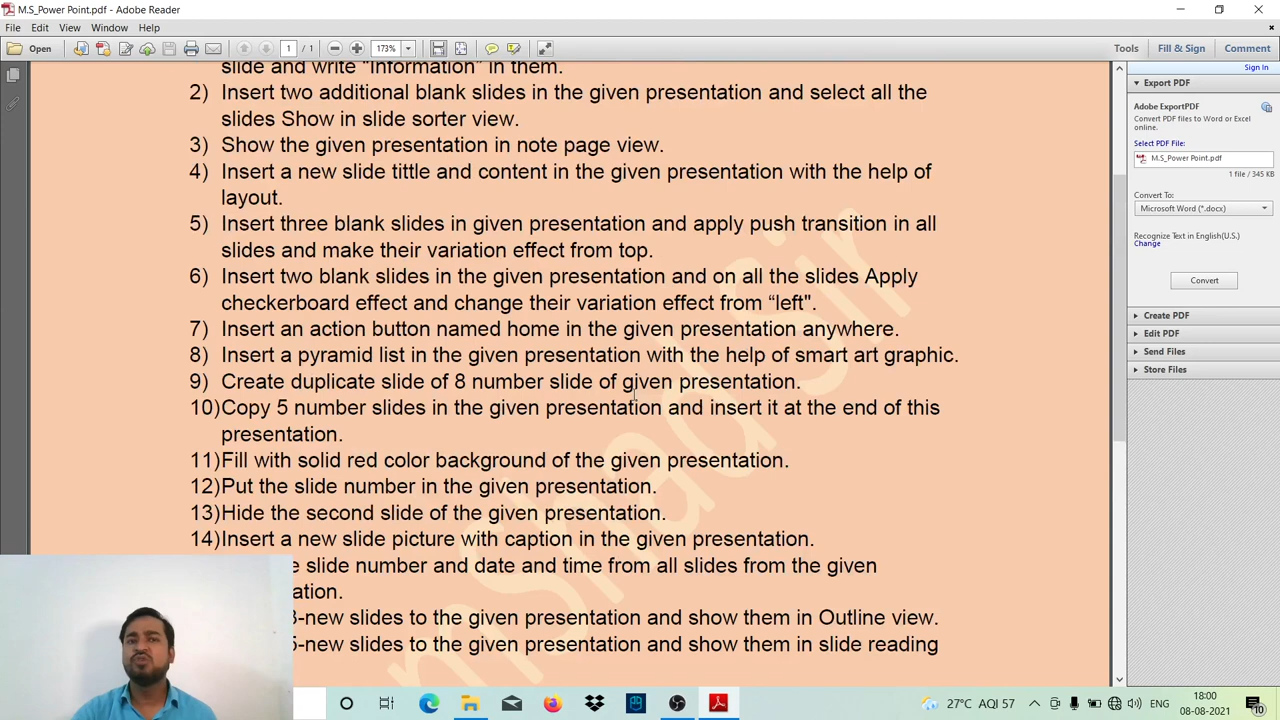 M.S_Power Point.pdf - Adobe Reader
File Edit View Window Help
Open 1 / 1 173% Tools Fill & Sign Comment
Sign In
slide and write "Information" in them.
2) Insert two additional blank slides in the given presentation and select all the
slides Show in slide sorter view.
3) Show the given presentation in note page view.
4) Insert a new slide tittle and content in the given presentation with the help of
layout.
5) Insert three blank slides in given presentation and apply push transition in all
slides and make their variation effect from top.
6) Insert two blank slides in the given presentation and on all the slides Apply
checkerboard effect and change their variation effect from “left".
7) Insert an action button named home in the given presentation anywhere.
8) Insert a pyramid list in the given presentation with the help of smart art graphic.
9) Create duplicate slide of 8 number slide of given presentation.
10)Copy 5 number slides in the given presentation and insert it at the end of this
presentation.
11)Fill with solid red color background of the given presentation.
12)Put the slide number in the given presentation.
13)Hide the second slide of the given presentation.
14)Insert a new slide picture with caption in the given presentation.
slide number and date and time from all slides from the given
-new slides to the given presentation and show them in Outline view.
-new slides to the given presentation and show them in slide reading
Export PDF
Adobe ExportPDF
Convert PDF files to Word or Excel
online.
Select PDF File:
M.S_Power Point.pdf
1 file / 345 KB
Convert To:
Microsoft Word (*.docx)
Recognize Text in English(U.S.)
Change
Convert
Create PDF
Edit PDF
Send Files
Store Files
27°C AQI 57 ENG 18:00
08-08-2021
10